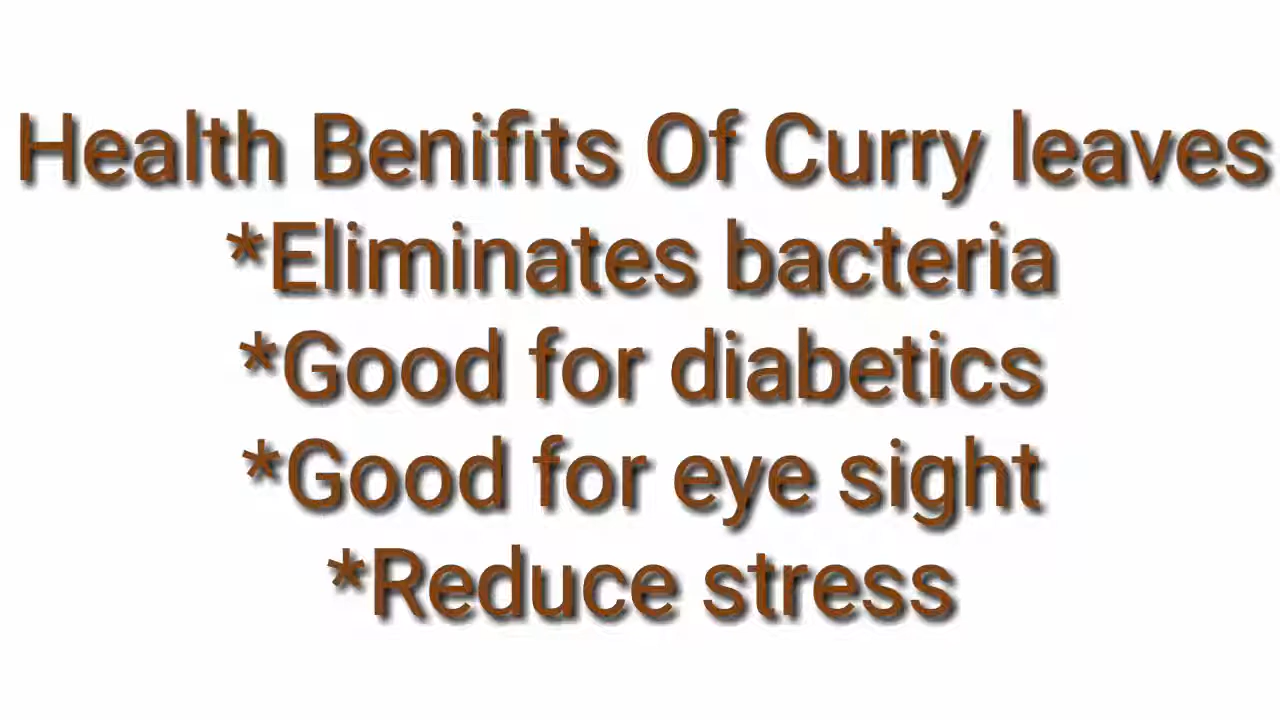 Health Benifits Of Curry leaves
*Eliminates bacteria
*Good for diabetics
*Good for eye sight
*Reduce stress